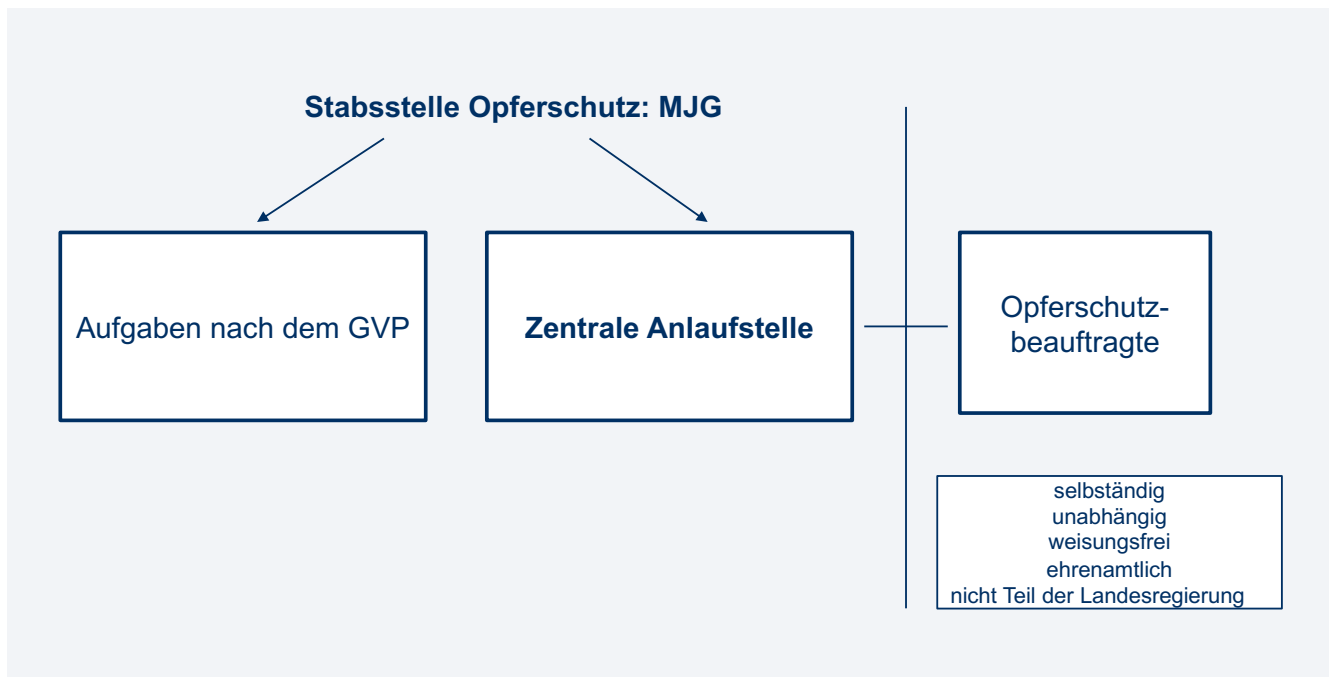 Stabsstelle Opferschutz: MJG
Aufgaben nach dem GVP
Zentrale Anlaufstelle
Opferschutz-
beauftragte
selbständig
unabhängig
weisungsfrei
ehrenamtlich
nicht Teil der Landesregierung